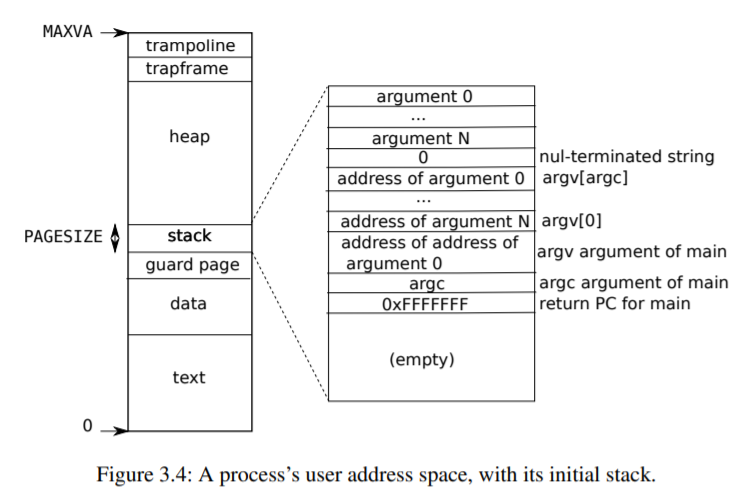 MAXVA
trampoline
trapframe
heap
PAGESIZE
stack
guard page
data
text
0
argument 0
...
argument N
0
nul-terminated string
address of argument 0
argv[argc]
...
address of argument N
argv[0]
address of address of
argument 0
argv argument of main
argc
argc argument of main
0xFFFFFFF
return PC for main
(empty)
Figure 3.4: A process's user address space, with its initial stack.